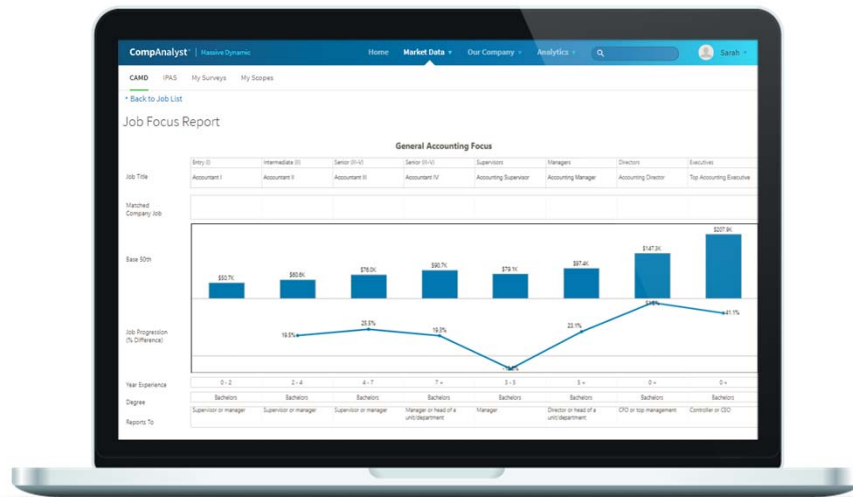 CompAnalyst | Massive Dynamic Home Market Data Our Company Analytics Sarah
CAMD IPAS My Surveys My Scopes
Back to Job List
Job Focus Report
General Accounting Focus
Entry (I) Intermediate (II) Senior (III-V) Senior (III-V) Supervisors Managers Directors Executives
Job Title Accountant I Accountant II Accountant III Accountant IV Accounting Supervisor Accounting Manager Accounting Director Top Accounting Executive
Matched
Company Job
Base 50th $60.6K $76.0K $90.7K $79.1K $97.4K $147.3K $207.9K
Job Progression
(% Difference) 19.5% 25.5% 23.1% 41.1%
Year Experience 0 - 2 2 - 4 4 - 7 7 + 3 - 5 5 + 0 + 0 +
Degree Bachelors Bachelors Bachelors Bachelors Bachelors Bachelors Bachelors Bachelors
Reports To Supervisor or manager Supervisor or manager Supervisor or manager Manager or head of a unit/department Manager Director or head of a unit/department CFO or top management Controller or CEO